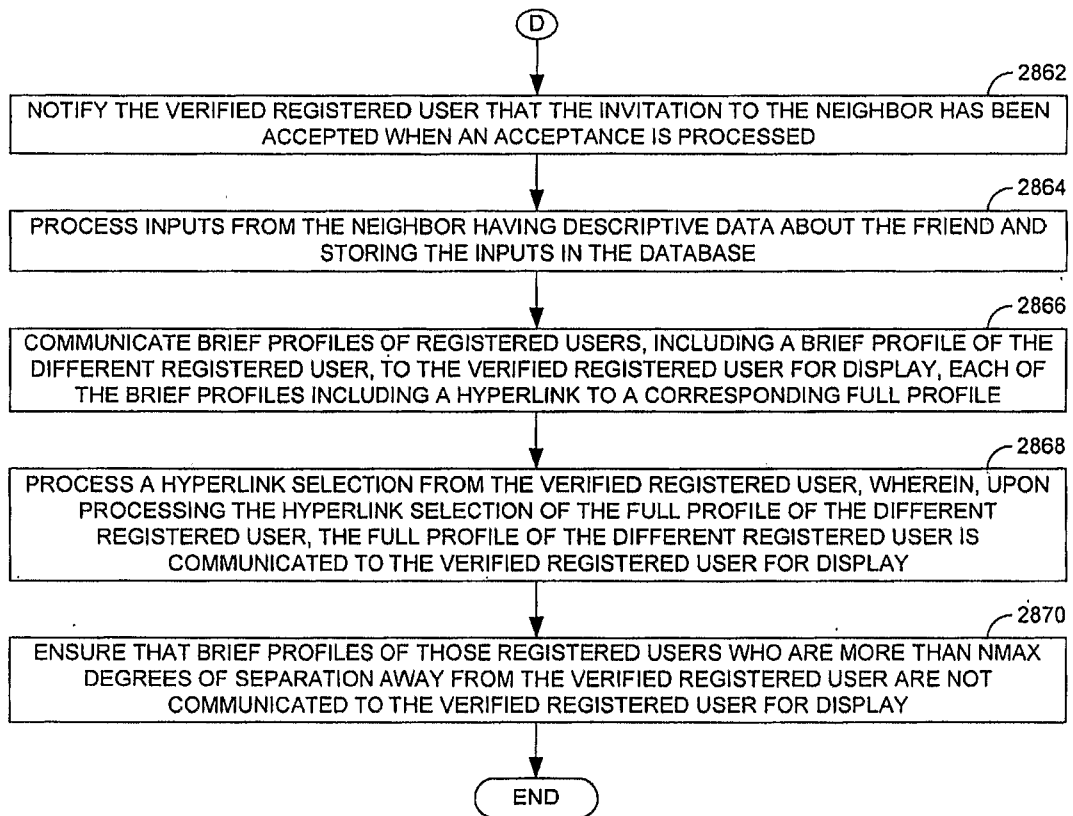 D
2862
NOTIFY THE VERIFIED REGISTERED USER THAT THE INVITATION TO THE NEIGHBOR HAS BEEN
ACCEPTED WHEN AN ACCEPTANCE IS PROCESSED
2864
PROCESS INPUTS FROM THE NEIGHBOR HAVING DESCRIPTIVE DATA ABOUT THE FRIEND AND
STORING THE INPUTS IN THE DATABASE
2866
COMMUNICATE BRIEF PROFILES OF REGISTERED USERS, INCLUDING A BRIEF PROFILE OF THE
DIFFERENT REGISTERED USER, TO THE VERIFIED REGISTERED USER FOR DISPLAY, EACH OF
THE BRIEF PROFILES INCLUDING A HYPERLINK TO A CORRESPONDING FULL PROFILE
2868
PROCESS A HYPERLINK SELECTION FROM THE VERIFIED REGISTERED USER, WHEREIN, UPON
PROCESSING THE HYPERLINK SELECTION OF THE FULL PROFILE OF THE DIFFERENT
REGISTERED USER, THE FULL PROFILE OF THE DIFFERENT REGISTERED USER IS
COMMUNICATED TO THE VERIFIED REGISTERED USER FOR DISPLAY
2870
ENSURE THAT BRIEF PROFILES OF THOSE REGISTERED USERS WHO ARE MORE THAN NMAX
DEGREES OF SEPARATION AWAY FROM THE VERIFIED REGISTERED USER ARE NOT
COMMUNICATED TO THE VERIFIED REGISTERED USER FOR DISPLAY
END